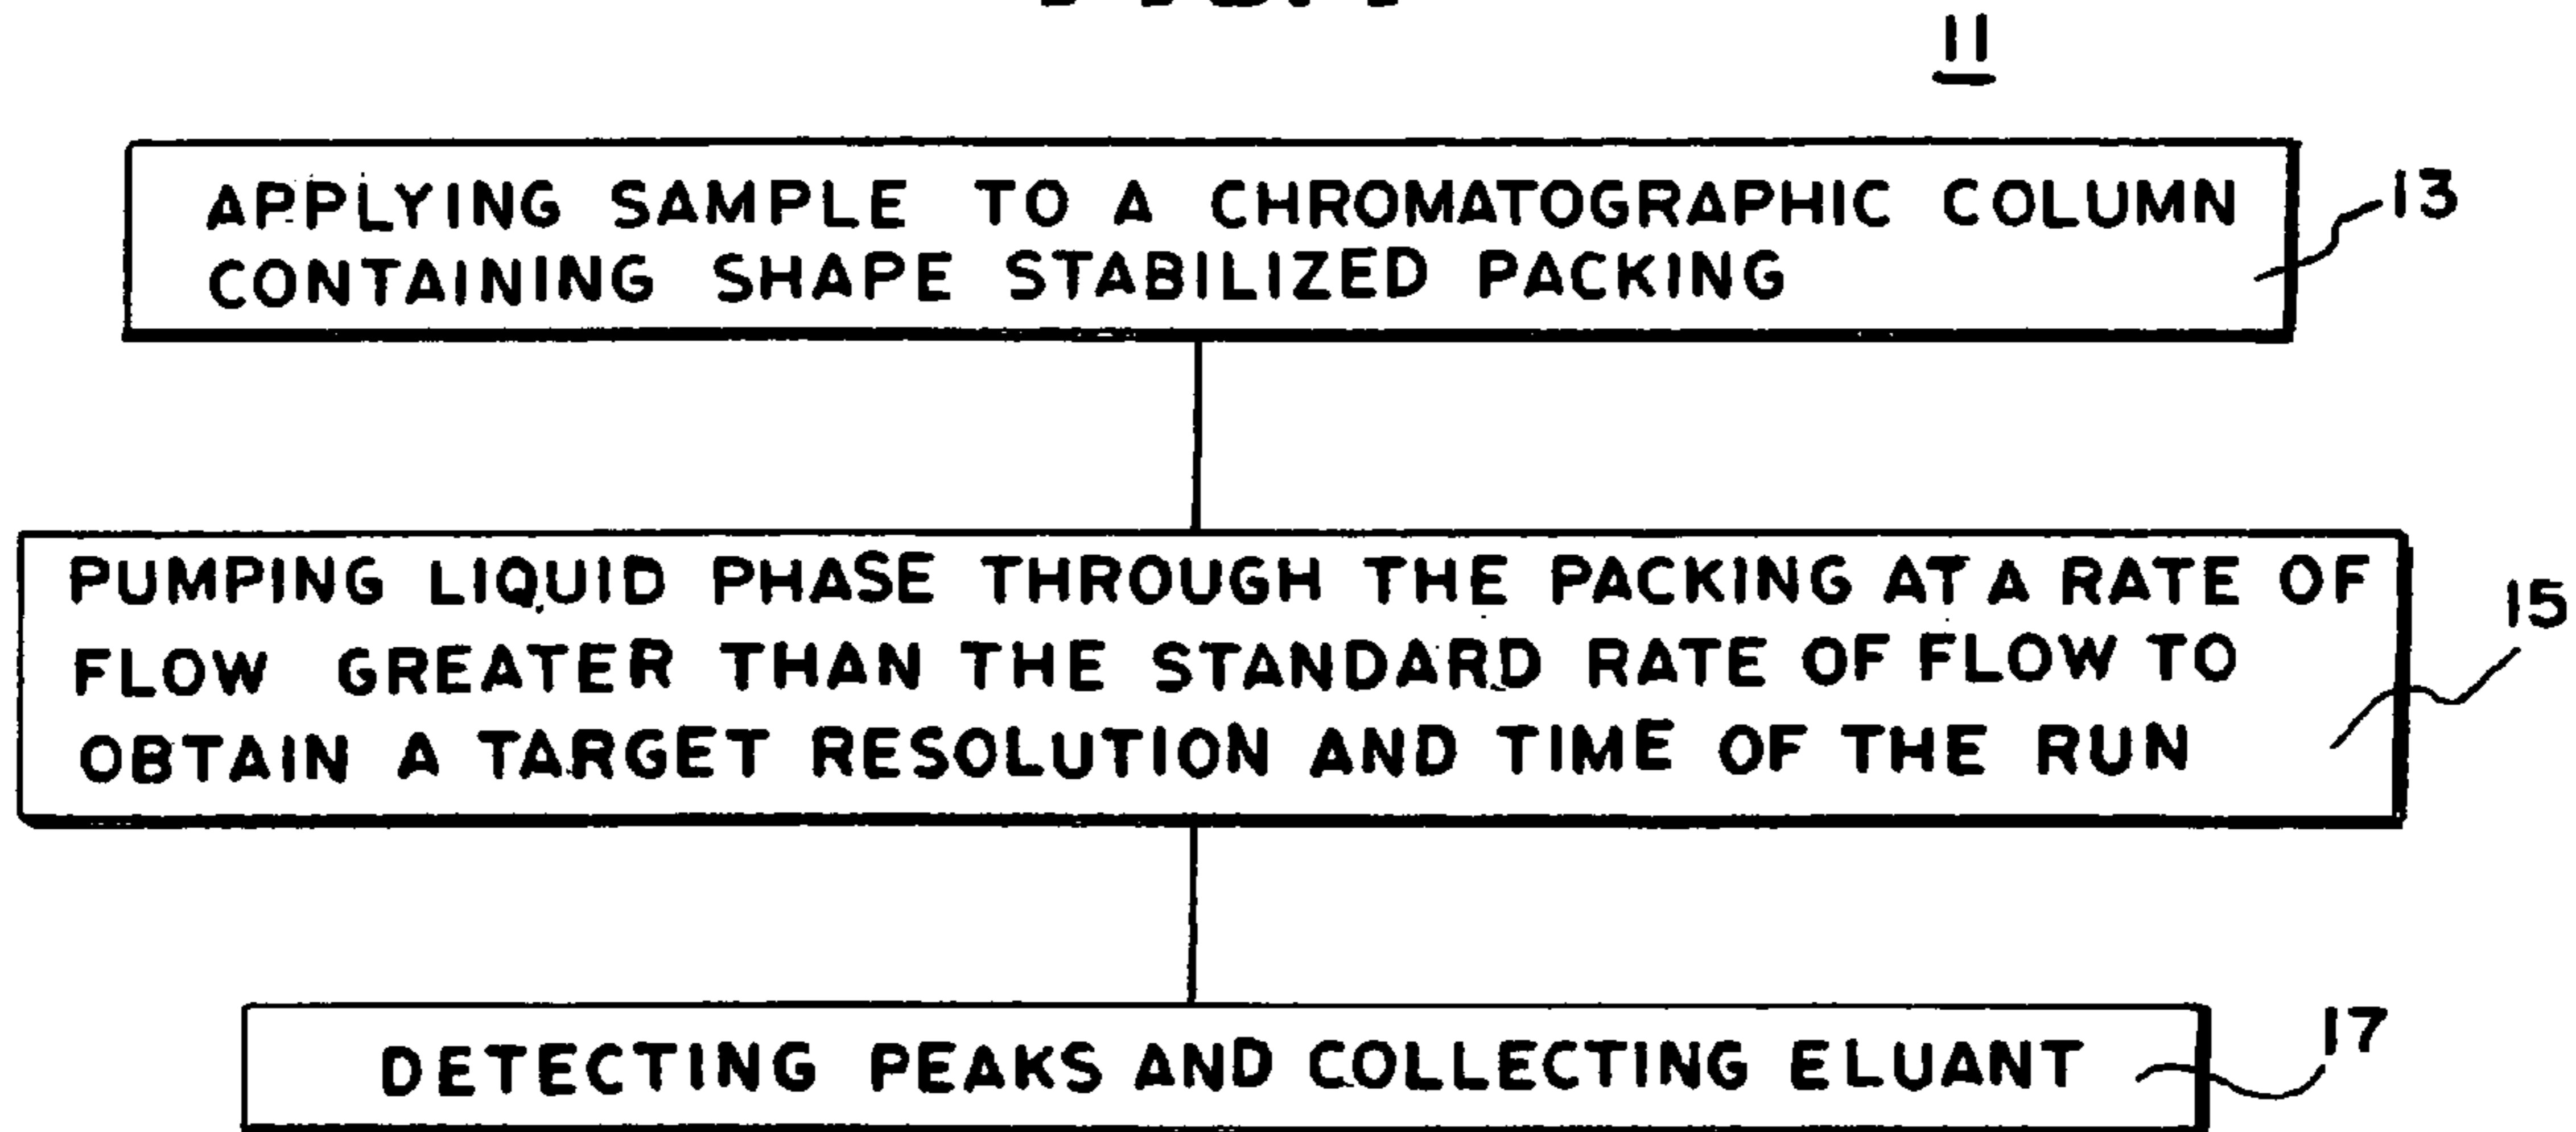 11
APPLYING SAMPLE TO A CHROMATOGRAPHIC COLUMN
CONTAINING SHAPE STABILIZED PACKING
13
PUMPING LIQUID PHASE THROUGH THE PACKING AT A RATE OF
FLOW GREATER THAN THE STANDARD RATE OF FLOW TO
OBTAIN A TARGET RESOLUTION AND TIME OF THE RUN
15
DETECTING PEAKS AND COLLECTING ELUANT
17